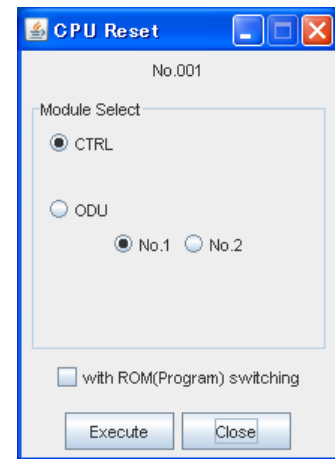 CPU Reset
No.001
Module Select
CTRL
ODU
No.1 No.2
with ROM(Program) switching
Execute Close